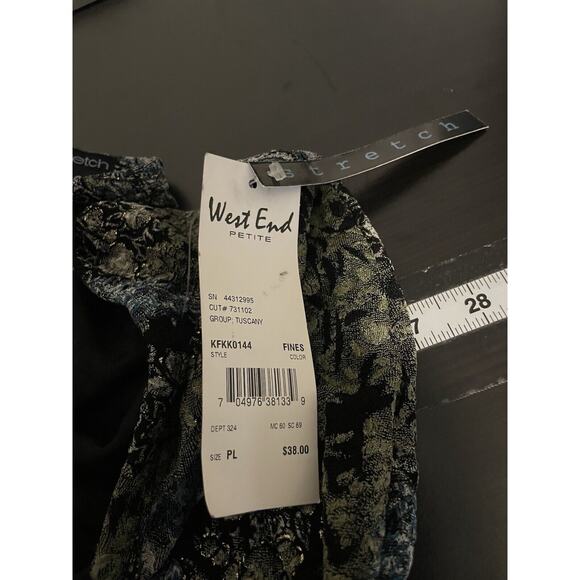 stretch
etch
West End
PETITE
SN 44312995
CUT# 731102
GROUP; TUSCANY
KFKK0144 FINES
STYLE COLOR
7 04976 38133 9
DEPT 324 MC 60 SC 69
SIZE PL $38.00
7 28